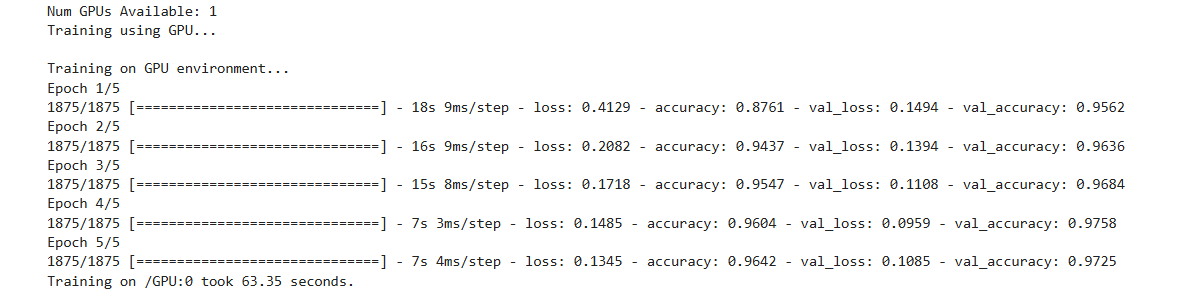 Num GPUs Available: 1
Training using GPU...
Training on GPU environment...
Epoch 1/5
1875/1875 [==============================] - 18s 9ms/step - loss: 0.4129 - accuracy: 0.8761 - val_loss: 0.1494 - val_accuracy: 0.9562
Epoch 2/5
1875/1875 [==============================] - 16s 9ms/step - loss: 0.2082 - accuracy: 0.9437 - val_loss: 0.1394 - val_accuracy: 0.9636
Epoch 3/5
1875/1875 [==============================] - 15s 8ms/step - loss: 0.1718 - accuracy: 0.9547 - val_loss: 0.1108 - val_accuracy: 0.9684
Epoch 4/5
1875/1875 [==============================] - 7s 3ms/step - loss: 0.1485 - accuracy: 0.9604 - val_loss: 0.0959 - val_accuracy: 0.9758
Epoch 5/5
1875/1875 [==============================] - 7s 4ms/step - loss: 0.1345 - accuracy: 0.9642 - val_loss: 0.1085 - val_accuracy: 0.9725
Training on /GPU:0 took 63.35 seconds.